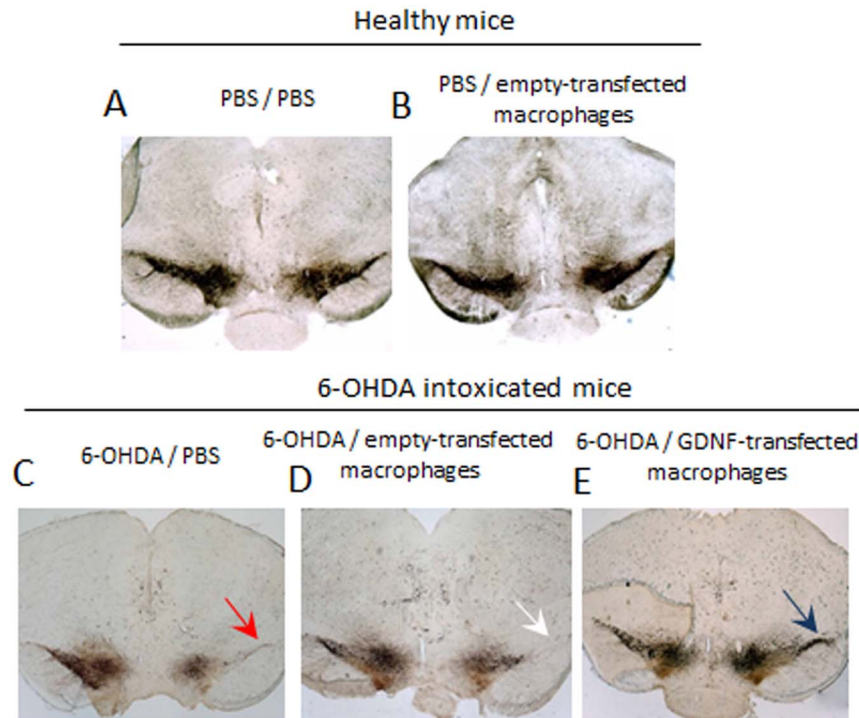 Healthy mice
A
PBS / PBS
B
PBS / empty-transfected
macrophages
6-OHDA intoxicated mice
C
6-OHDA / PBS
D
6-OHDA / empty-transfected
macrophages
E
6-OHDA / GDNF-transfected
macrophages